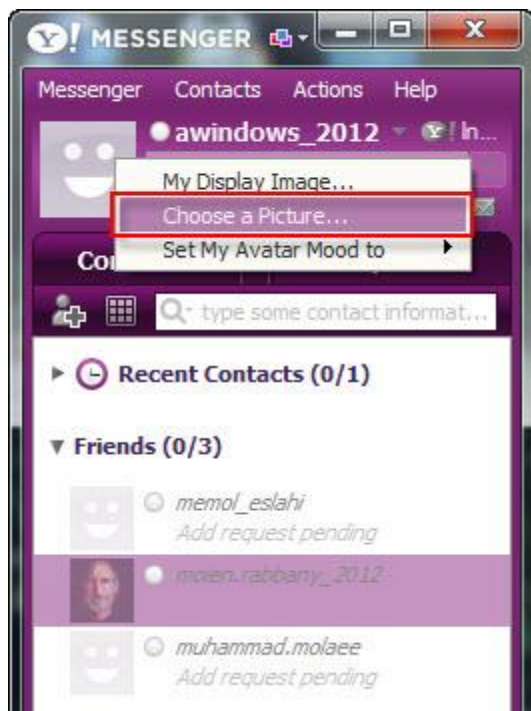 Y! MESSENGER
Messenger Contacts Actions Help
awindows_2012 Y! In...
My Display Image...
Choose a Picture...
Set My Avatar Mood to
Co
type some contact informat...
Recent Contacts (0/1)
Friends (0/3)
memol_eslahi
Add request pending
moien.rabbany_2012
muhammad.molaee
Add request pending